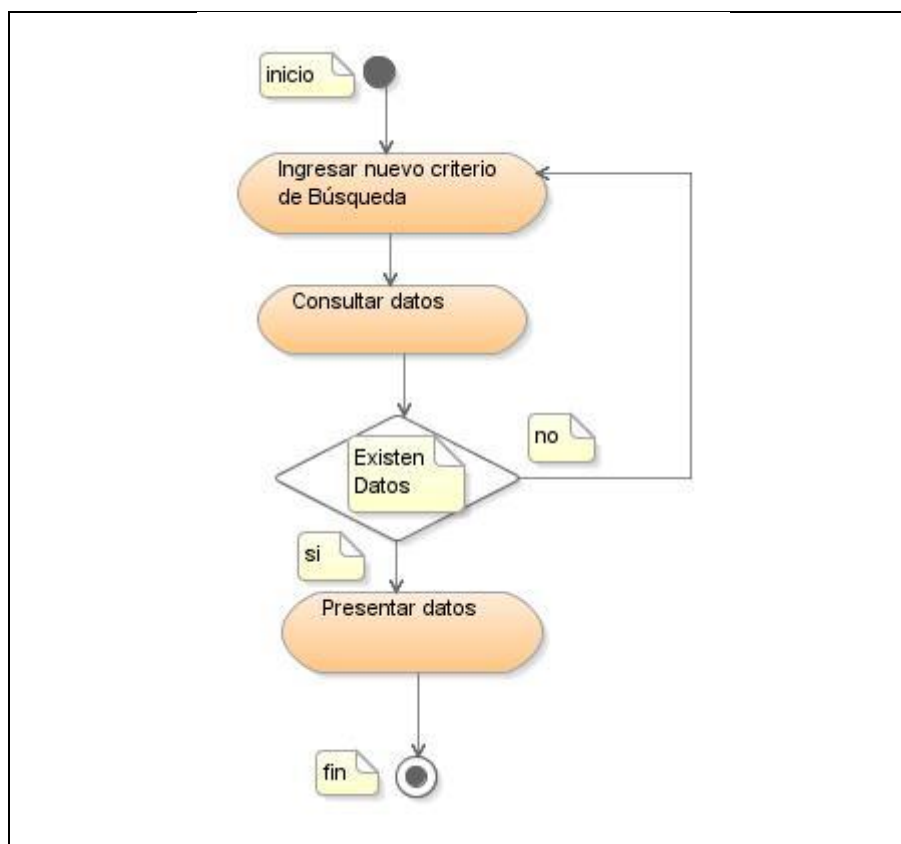 inicio
Ingresar nuevo criterio
de Búsqueda
Consultar datos
Existen
Datos
no
si
Presentar datos
fin